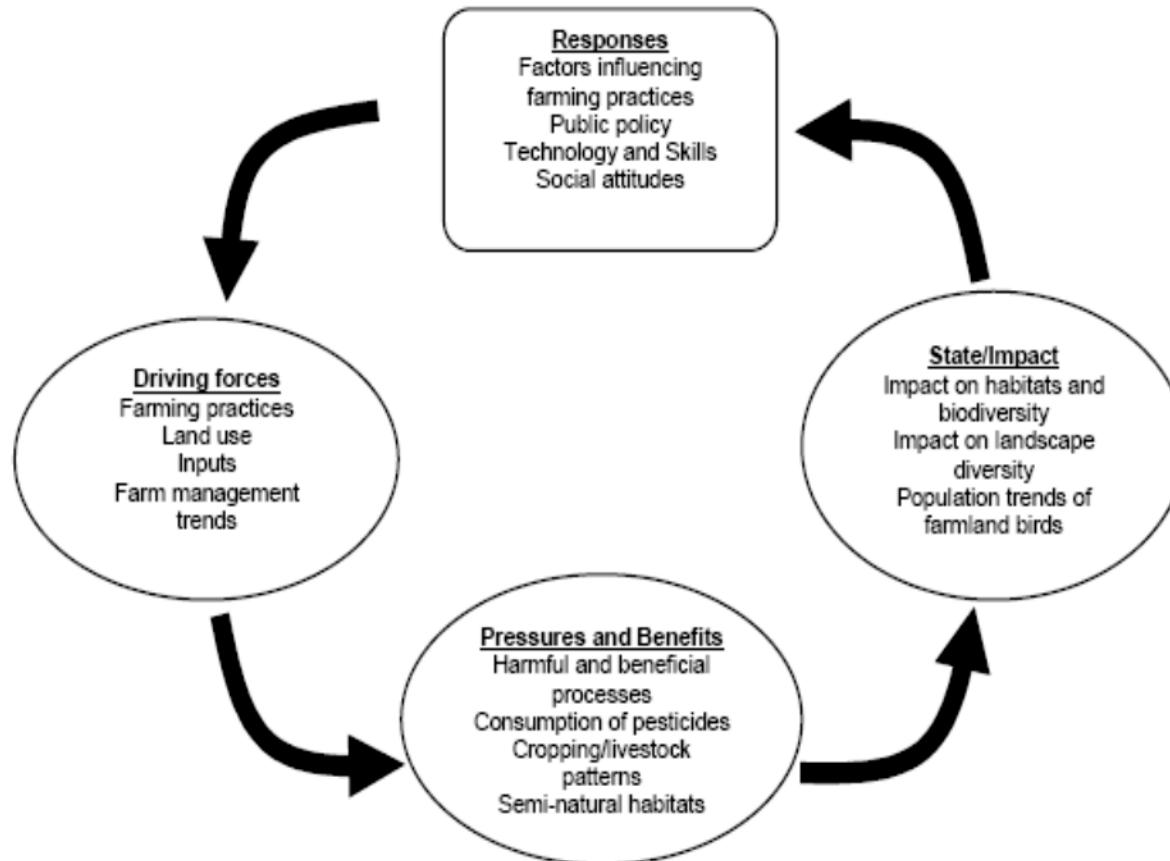 Responses
Factors influencing
farming practices
Public policy
Technology and Skills
Social attitudes
Driving forces
Farming practices
Land use
Inputs
Farm management
trends
State/Impact
Impact on habitats and
biodiversity
Impact on landscape
diversity
Population trends of
farmland birds
Pressures and Benefits
Harmful and beneficial
processes
Consumption of pesticides
Cropping/livestock
patterns
Semi-natural habitats